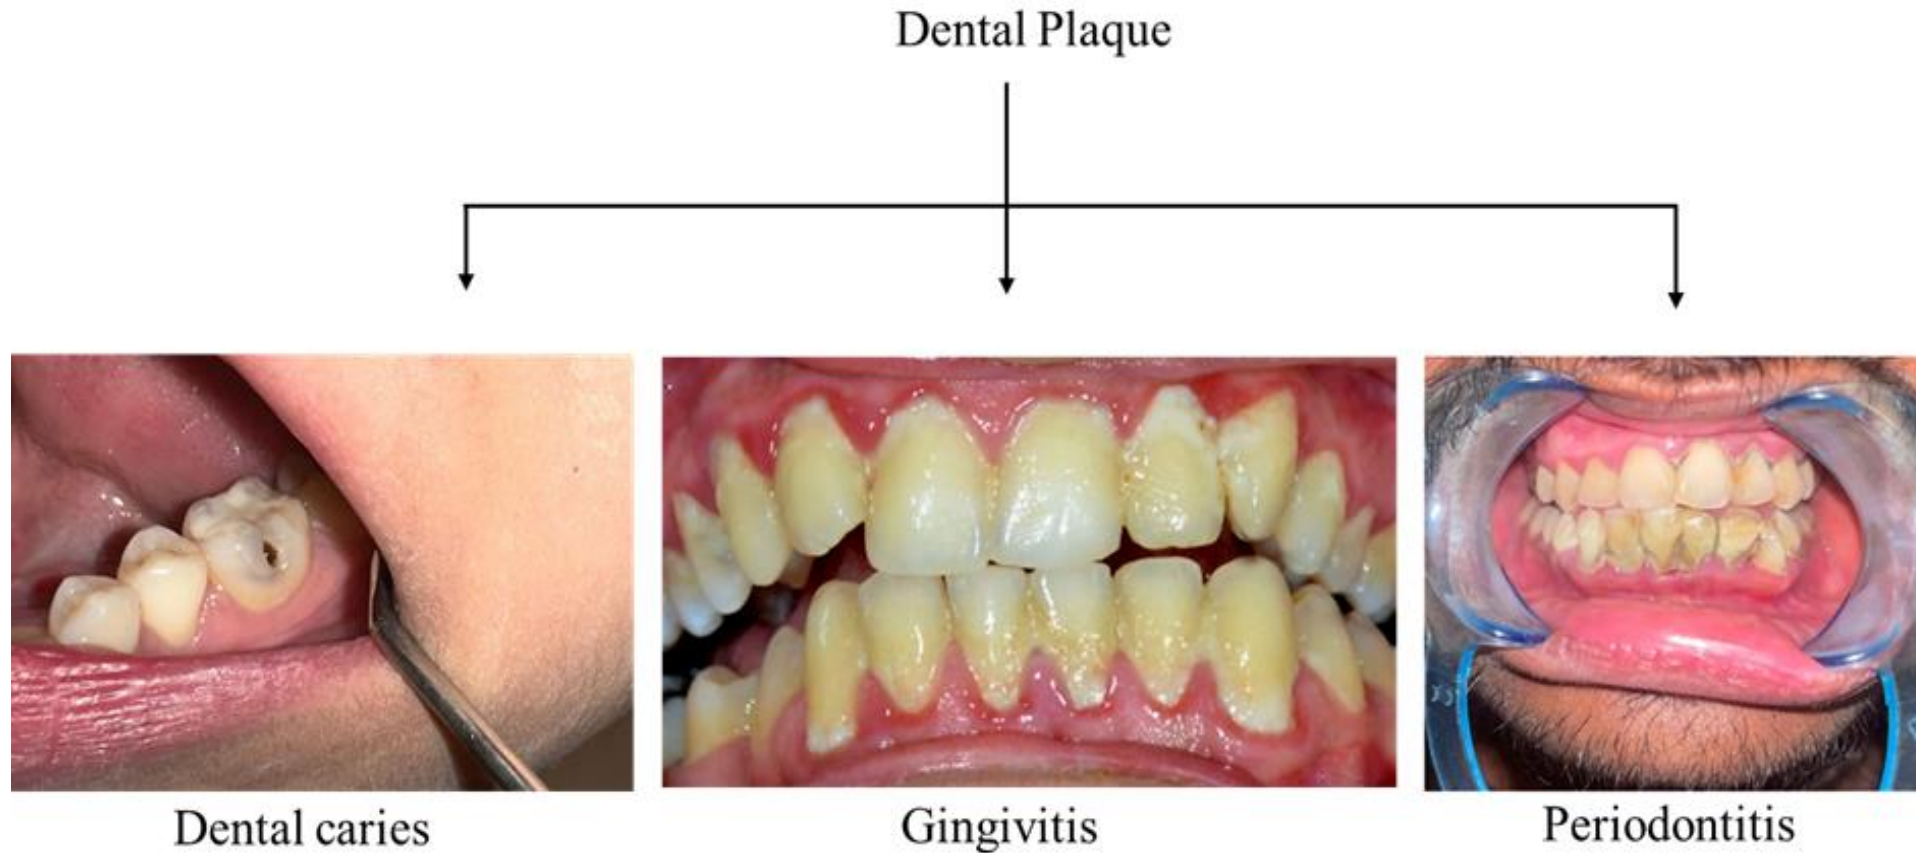 Dental Plaque
Dental caries
Gingivitis
Periodontitis